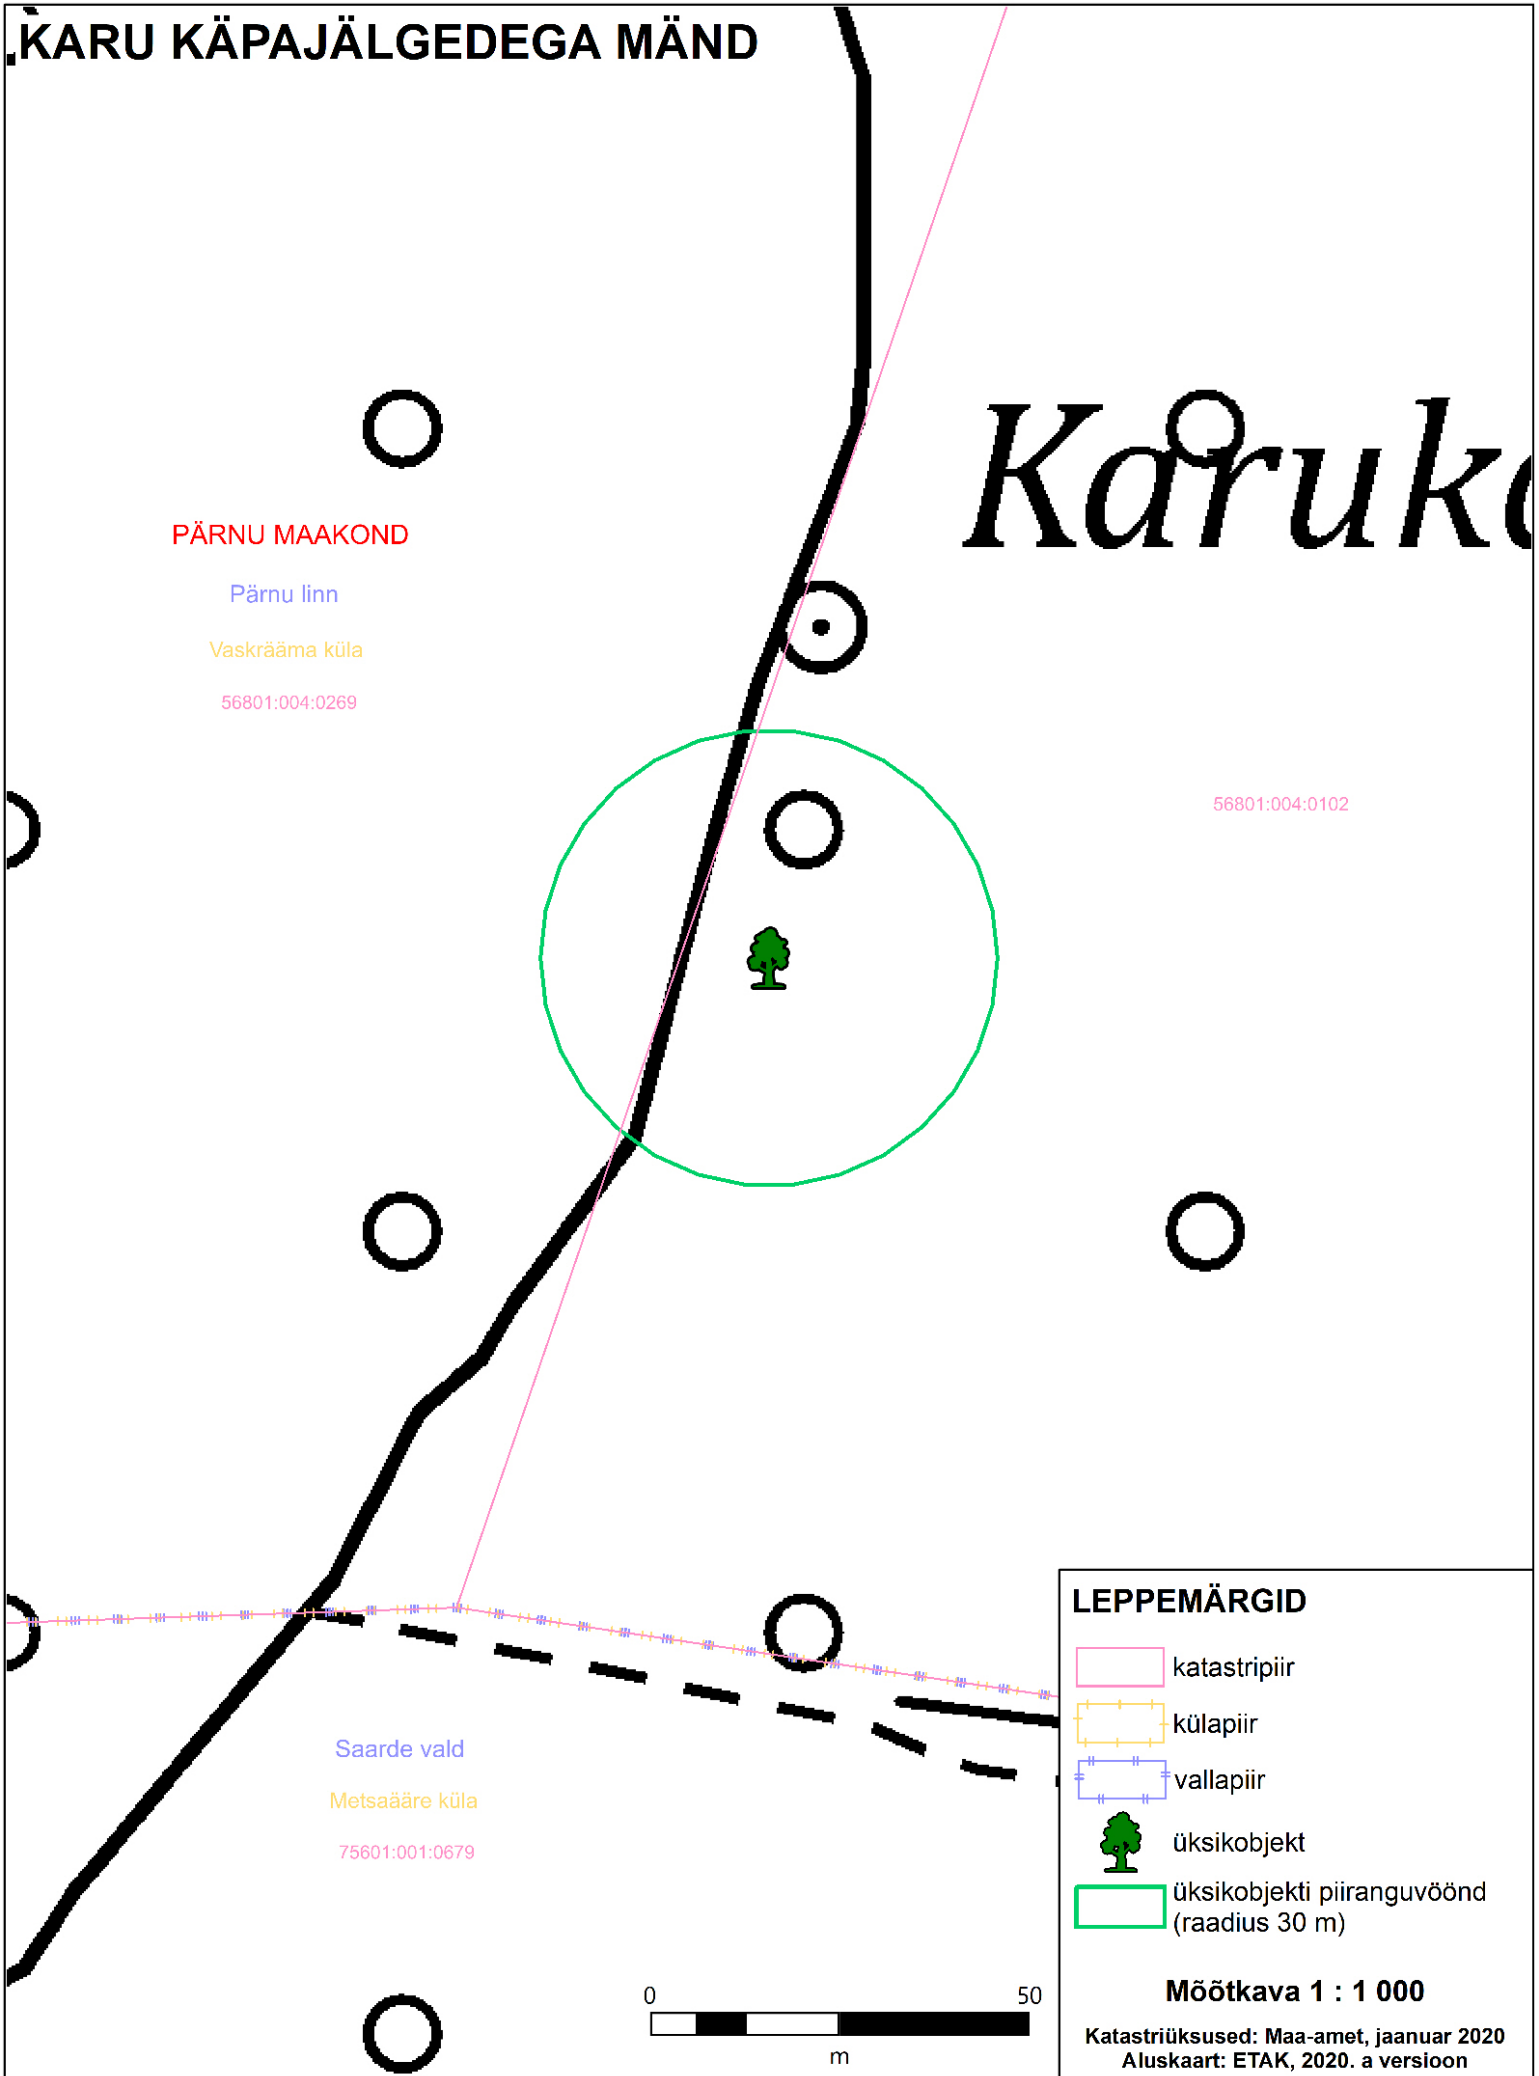 KARU KÄPAJÄLGEDEGA MÄND
PÄRNU MAAKOND
Pärnu linn
Vaskrääma küla
56801:004:0269
56801:004:0102
Saarde vald
Metsaääre küla
75601:001:0679
LEPPEMÄRGID
katastripiir
külapiir
vallapiir
üksikobjekt
üksikobjekti piiranguvöönd
(raadius 30 m)
Mõõtkava 1 : 1 000
Katastriüksused: Maa-amet, jaanuar 2020
Aluskaart: ETAK, 2020. a versioon
0 50
m